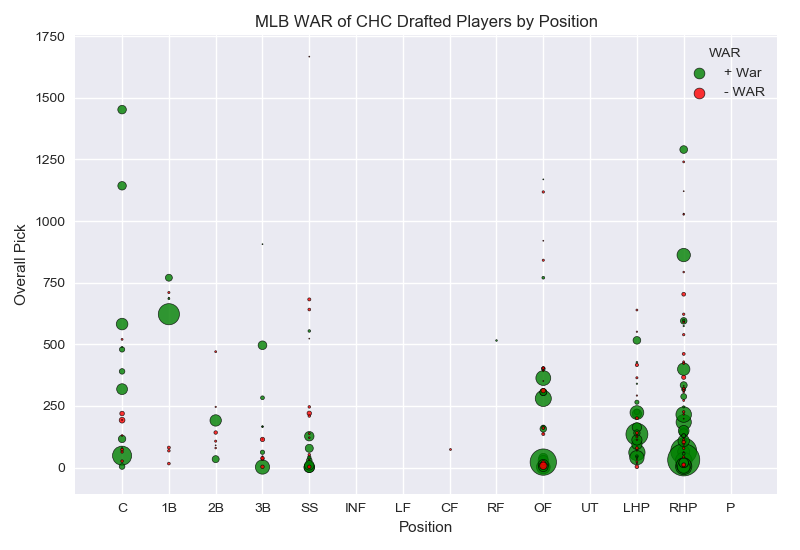 MLB WAR of CHC Drafted Players by Position
1750
1500
1250
1000
750
500
250
0
Overall Pick
WAR
+ War
- WAR
C 1B 2B 3B SS INF LF CF RF OF UT LHP RHP P
Position